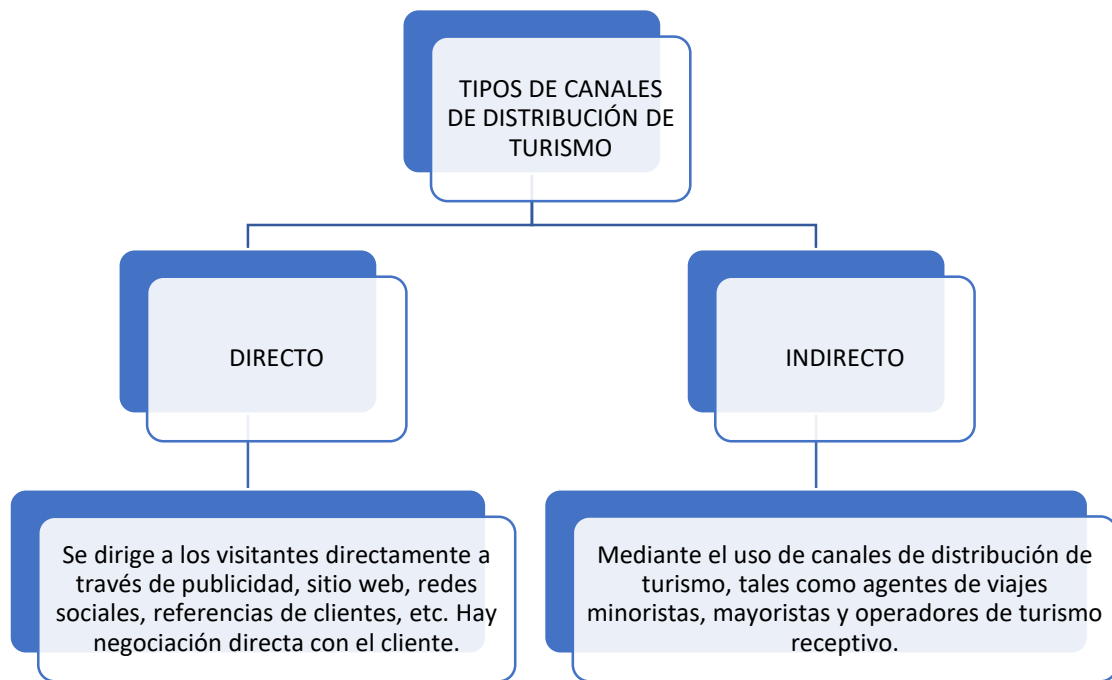 TIPOS DE CANALES
DE DISTRIBUCIÓN DE
TURISMO
DIRECTO
INDIRECTO
Se dirige a los visitantes directamente a
través de publicidad, sitio web, redes
sociales, referencias de clientes, etc. Hay
negociación directa con el cliente.
Mediante el uso de canales de distribución de
turismo, tales como agentes de viajes
minoristas, mayoristas y operadores de turismo
receptivo.